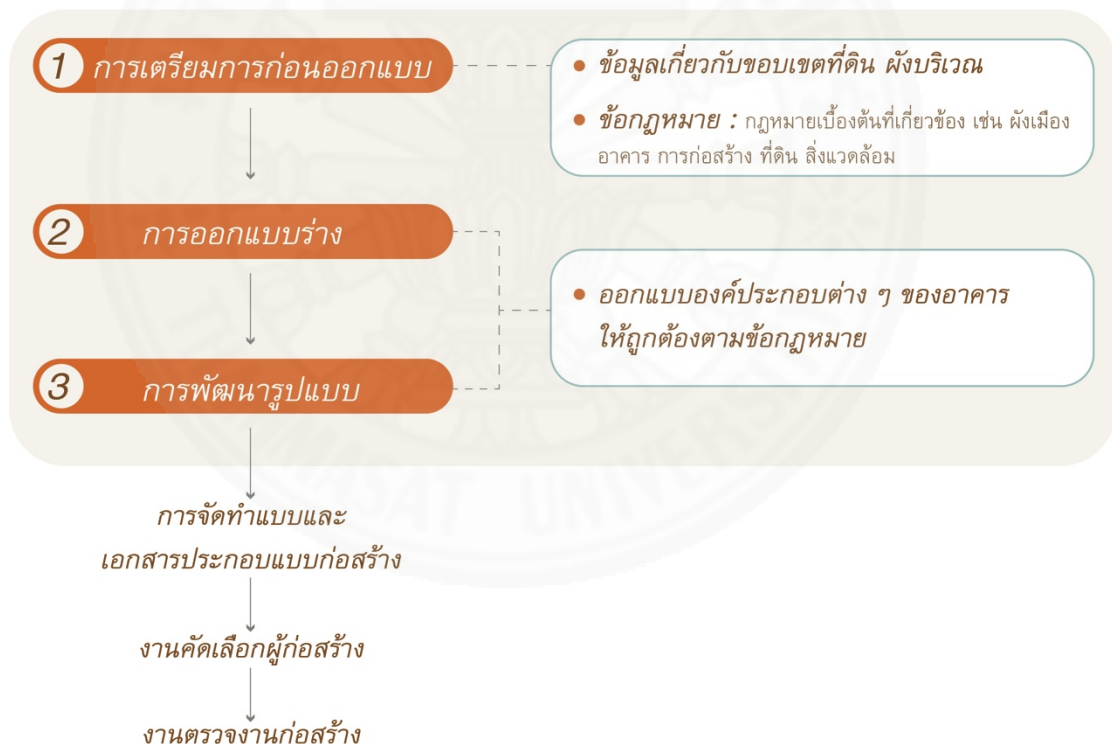 1 การเตรียมการก่อนออกแบบ
• ข้อมูลเกี่ยวกับขอบเขตที่ดิน ผังบริเวณ
• ข้อกฎหมาย : กฎหมายเบื้องต้นที่เกี่ยวข้อง เช่น ผังเมือง
อาคาร การก่อสร้าง ที่ดิน สิ่งแวดล้อม
2 การออกแบบร่าง
• ออกแบบองค์ประกอบต่าง ๆ ของอาคาร
ให้ถูกต้องตามข้อกฎหมาย
3 การพัฒนารูปแบบ
การจัดทำแบบและ
เอกสารประกอบแบบก่อสร้าง
งานคัดเลือกผู้ก่อสร้าง
งานตรวจงานก่อสร้าง
MASAT UNIVERS